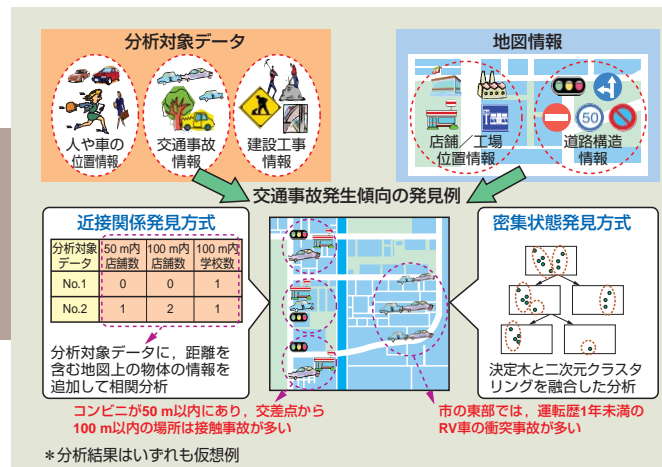 分析対象データ
地図情報
人や車の
位置情報
交通事故
情報
建設工事
情報
店舗／工場
位置情報
50
道路構造
情報
交通事故発生傾向の発見例
近接関係発見方式
分析対象
データ
50 m内
店舗数
100 m内
店舗数
100 m内
学校数
No.1 0 0 1
No.2 1 2 1
分析対象データに，距離を
含む地図上の物体の情報を
追加して相関分析
密集状態発見方式
決定木と二次元クラスタ
リングを融合した分析
コンビニが50 m以内にあり，交差点から
100 m以内の場所は接触事故が多い
市の東部では，運転歴1年未満の
RV車の衝突事故が多い
＊分析結果はいずれも仮想例